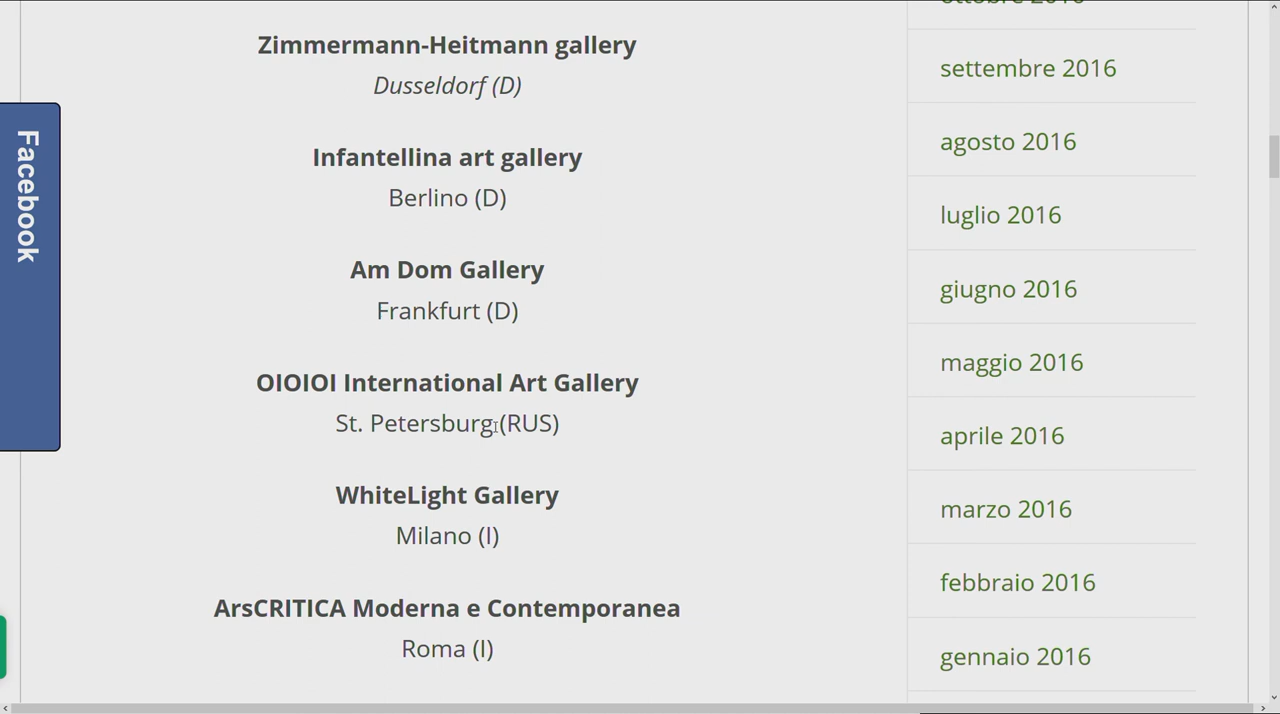 Zimmermann-Heitmann gallery
Dusseldorf (D)
Infantellina art gallery
Berlino (D)
Am Dom Gallery
Frankfurt (D)
OIOIOI International Art Gallery
St. Petersburg (RUS)
WhiteLight Gallery
Milano (I)
ArsCRITICA Moderna e Contemporanea
Roma (I)
Facebook
ottobre 2016
settembre 2016
agosto 2016
luglio 2016
giugno 2016
maggio 2016
aprile 2016
marzo 2016
febbraio 2016
gennaio 2016